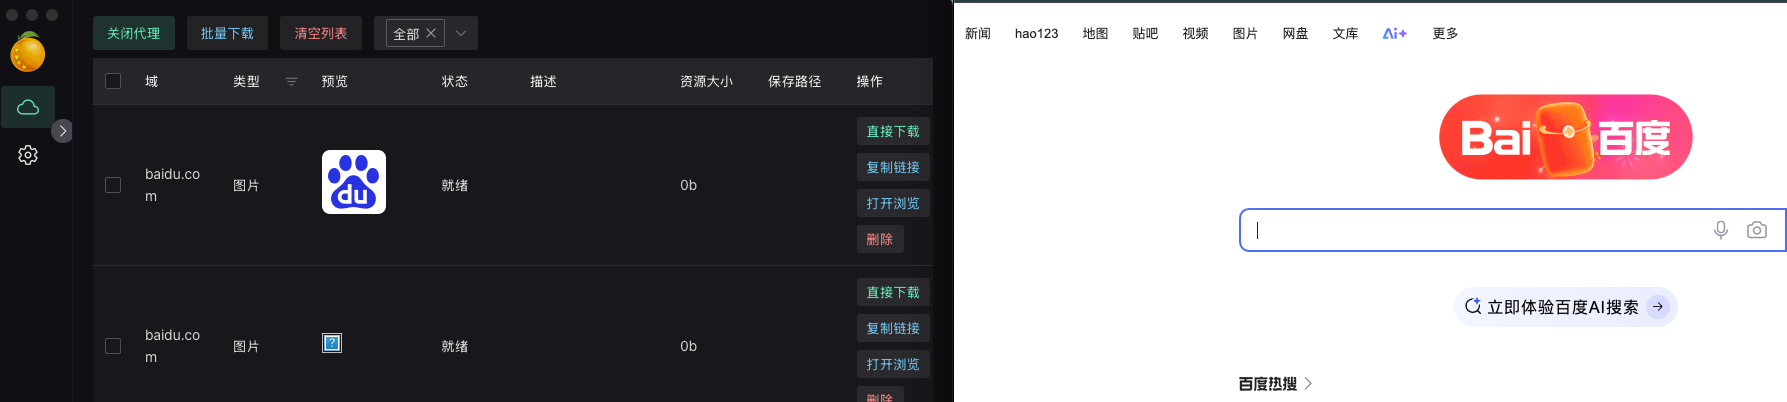 关闭代理 批量下载 清空列表 全部
域 类型 预览 状态 描述 资源大小 保存路径 操作
baidu.co
m
图片
du
就绪
0b
直接下载
复制链接
打开浏览
删除
baidu.co
m
图片
?
就绪
0b
直接下载
复制链接
打开浏览
删除
新闻 hao123 地图 贴吧 视频 图片 网盘 文库 Ai+ 更多
Bai 百度
立即体验百度AI搜索
百度热搜